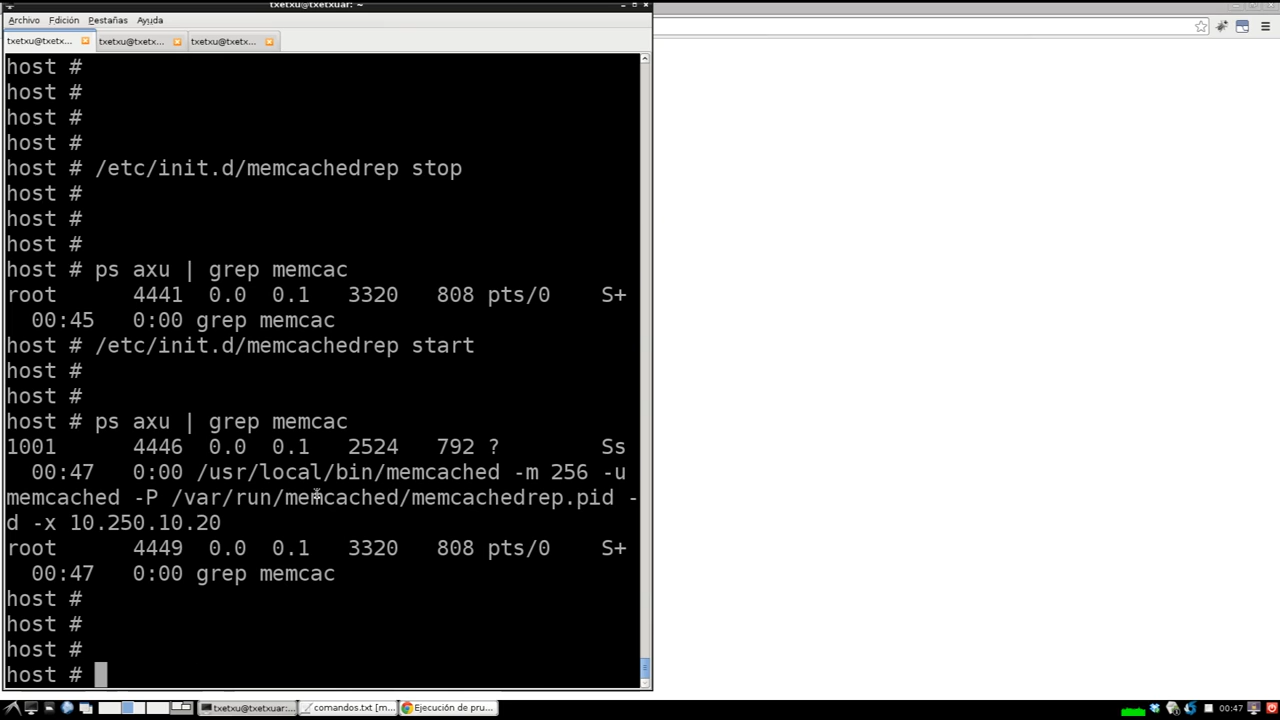 txetxu@txetxuar: ~
Archivo Edición Pestañas Ayuda
txetxu@txetx... txetxu@txetx... txetxu@txetx...
host #
host #
host #
host #
host # /etc/init.d/memcachedrep stop
host #
host #
host #
host # ps axu | grep memcac
root 4441 0.0 0.1 3320 808 pts/0 S+
00:45 0:00 grep memcac
host # /etc/init.d/memcachedrep start
host #
host #
host # ps axu | grep memcac
1001 4446 0.0 0.1 2524 792 ? Ss
00:47 0:00 /usr/local/bin/memcached -m 256 -u
memcached -P /var/run/memcached/memcachedrep.pid -
d -x 10.250.10.20
root 4449 0.0 0.1 3320 808 pts/0 S+
00:47 0:00 grep memcac
host #
host #
host #
host #
txetxu@txetxuar:... comandos.txt [m... Ejecución de pru... 00:47